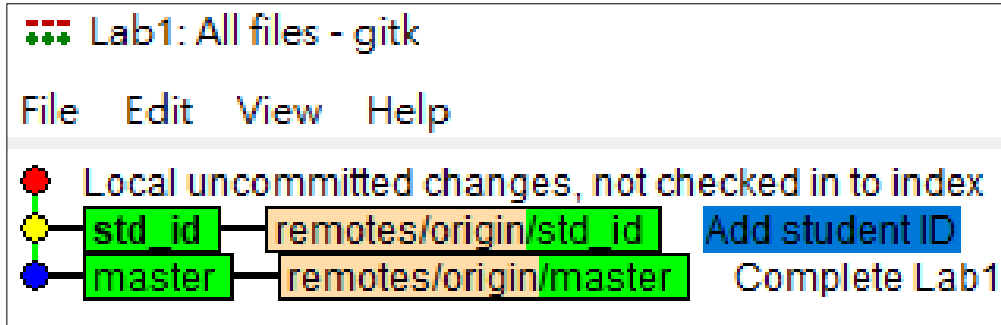 Lab1: All files - gitk
File Edit View Help
Local uncommitted changes, not checked in to index
std_id remotes/origin/std_id Add student ID
master remotes/origin/master Complete Lab1